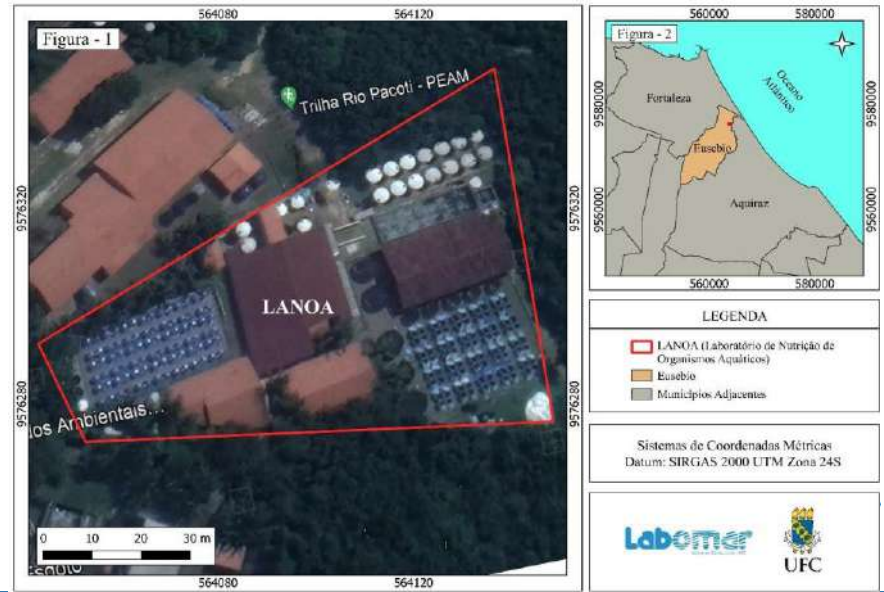 564080
564120
Figura - 1
Trilha Rio Pacoti - PEAM
9576320
9576320
LANOA
9576280
9576280
ios Ambientais...
0 10 20 30 m
564080
564120
560000
580000
Figura - 2
Oceano
Atlântico
Fortaleza
9580000
9580000
Eusebio
Aquiraz
9560000
9560000
560000
580000
LEGENDA
LANOA (Laboratório de Nutrição de
Organismos Aquáticos)
Eusebio
Municípios Adjacentes
Sistemas de Coordenadas Métricas
Datum: SIRGAS 2000 UTM Zona 24S
Labomar
UFC